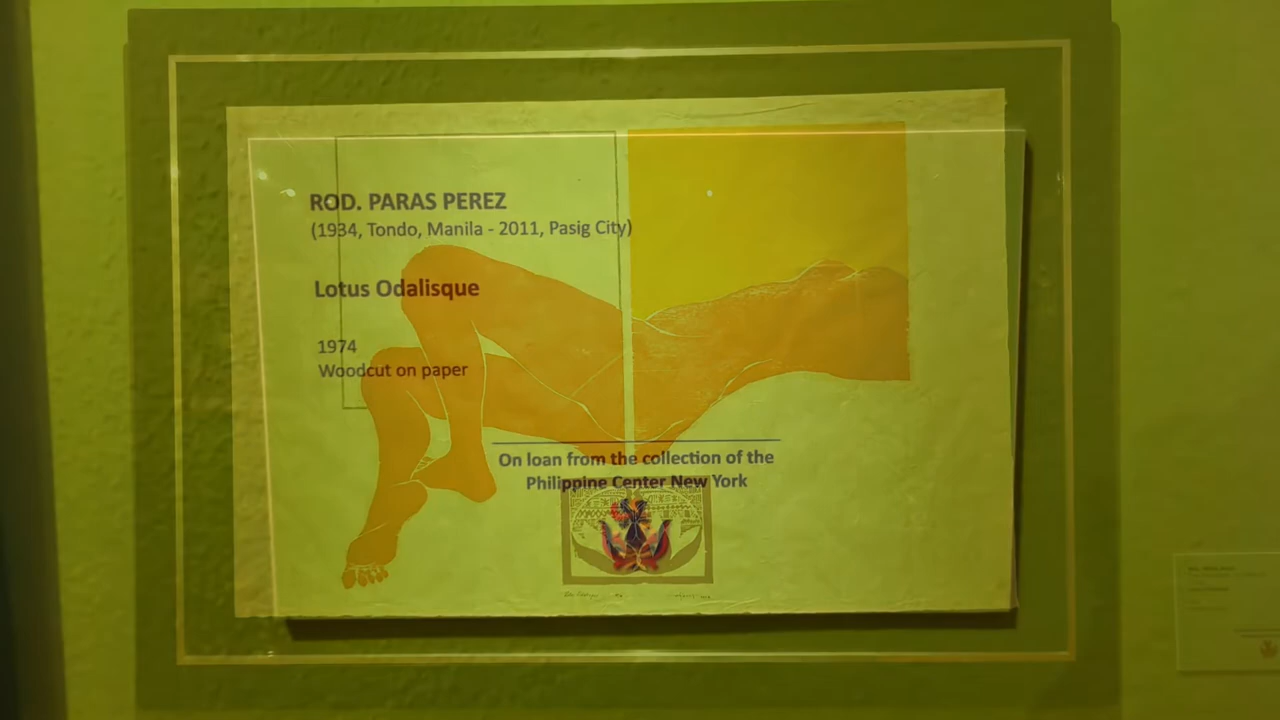 ROD. PARAS PEREZ
(1934, Tondo, Manila - 2011, Pasig City)
Lotus Odalisque
1974
Woodcut on paper
On loan from the collection of the
Philippine Center New York